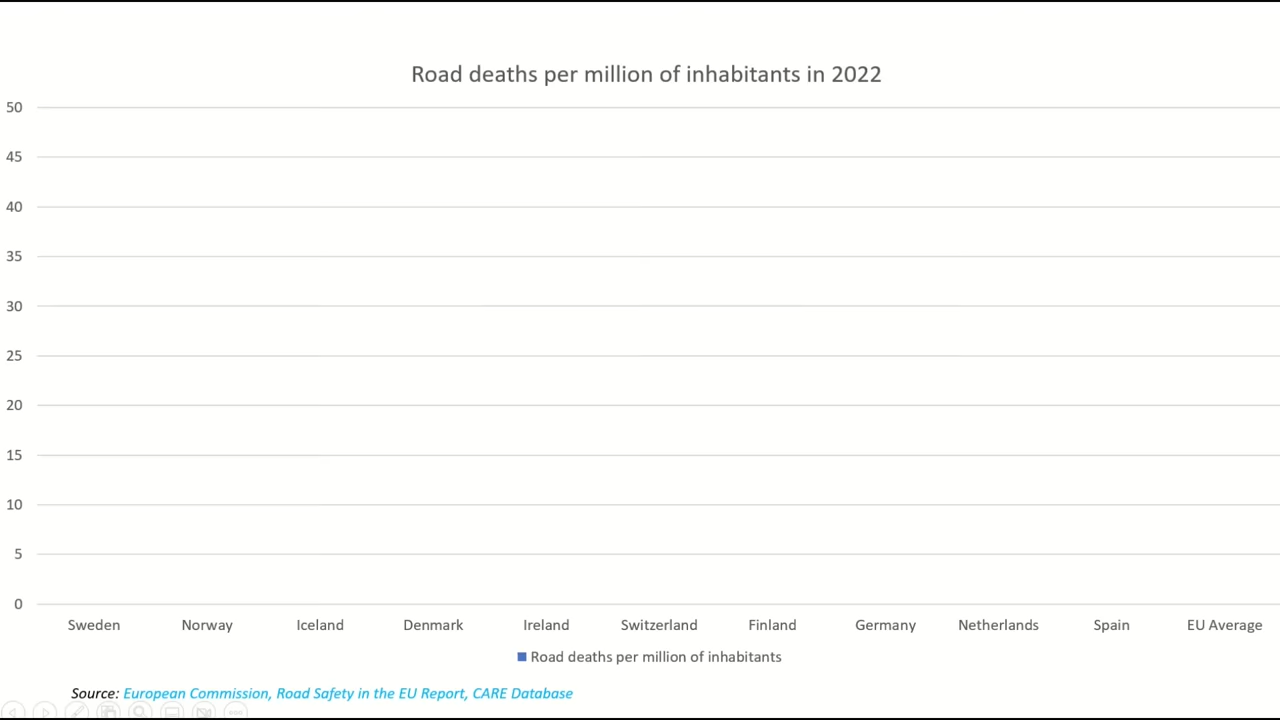 Road deaths per million of inhabitants in 2022
50
45
40
35
30
25
20
15
10
5
0
Sweden Norway Iceland Denmark Ireland Switzerland Finland Germany Netherlands Spain EU Average
Road deaths per million of inhabitants
Source: European Commission, Road Safety in the EU Report, CARE Database